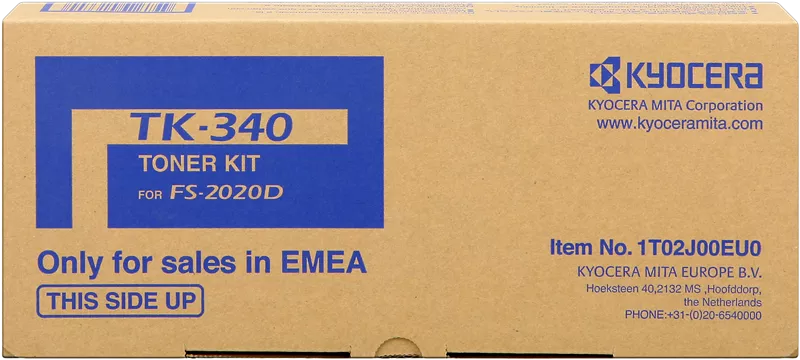 TK-340
TONER KIT
FOR FS-2020D
Only for sales in EMEA
THIS SIDE UP
KYOCERA
KYOCERA MITA Corporation
www.kyoceramita.com
Item No. 1T02J00EU0
KYOCERA MITA EUROPE B.V.
Hoeksteen 40,2132 MS ,Hoofddorp,
the Netherlands
PHONE:+31-(0)20-6540000